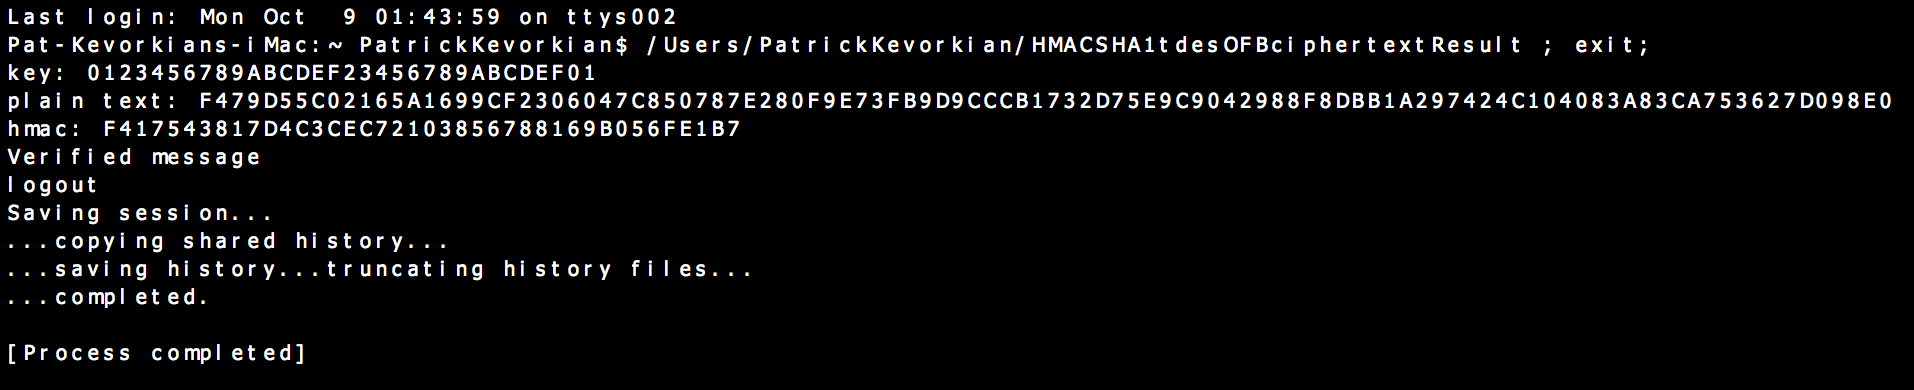 Last login: Mon Oct  9 01:43:59 on ttys002
Pat-Kevorkians-iMac:~ PatrickKevorkian$ /Users/PatrickKevorkian/HMACSHA1tdesOFBciphertextResult ; exit;
key: 0123456789ABCDEF23456789ABCDEF01
plain text: F479D55C02165A1699CF2306047C850787E280F9E73FB9D9CCCB1732D75E9C9042988F8DBB1A297424C104083A83CA753627D098E0
hmac: F417543817D4C3CEC72103856788169B056FE1B7
Verified message
logout
Saving session...
...copying shared history...
...saving history...truncating history files...
...completed.
[Process completed]